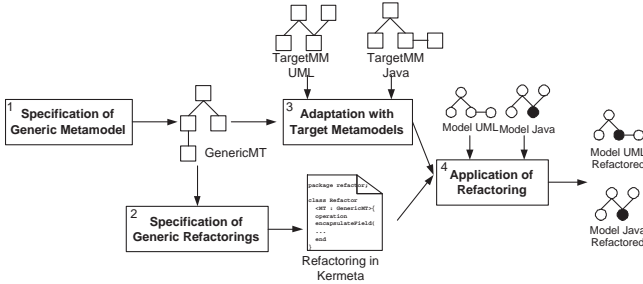 TargetMM
UML
TargetMM
Java
1
Specification of
Generic Metamodel
GenericMT
3
Adaptation with
Target Metamodels
Model UML
Model Java
4
Application of
Refactoring
Model UML
Refactored
Model Java
Refactored
2
Specification of
Generic Refactorings
package refactor;
class Refactor
<MT : GenericMT>{
operation
encapsulateField(
...
end
}
Refactoring in
Kermeta